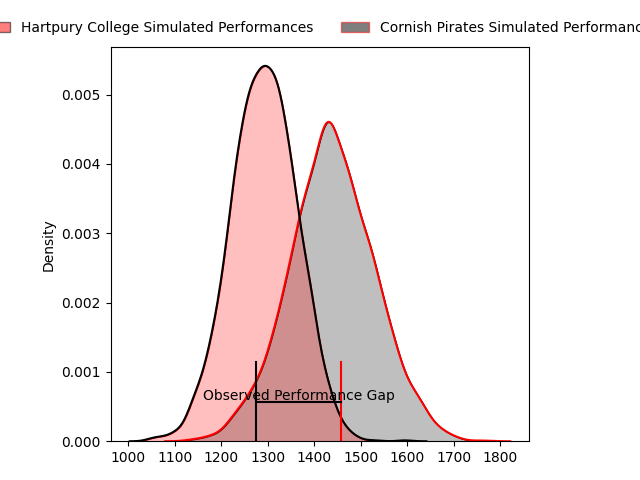 Hartpury College Simulated Performances
Cornish Pirates Simulated
0.005
0.004
0.003
0.002
0.001
0.000
Density
Observed Performance Gap
1000 1100 1200 1300 1400 1500 1600 1700 1800